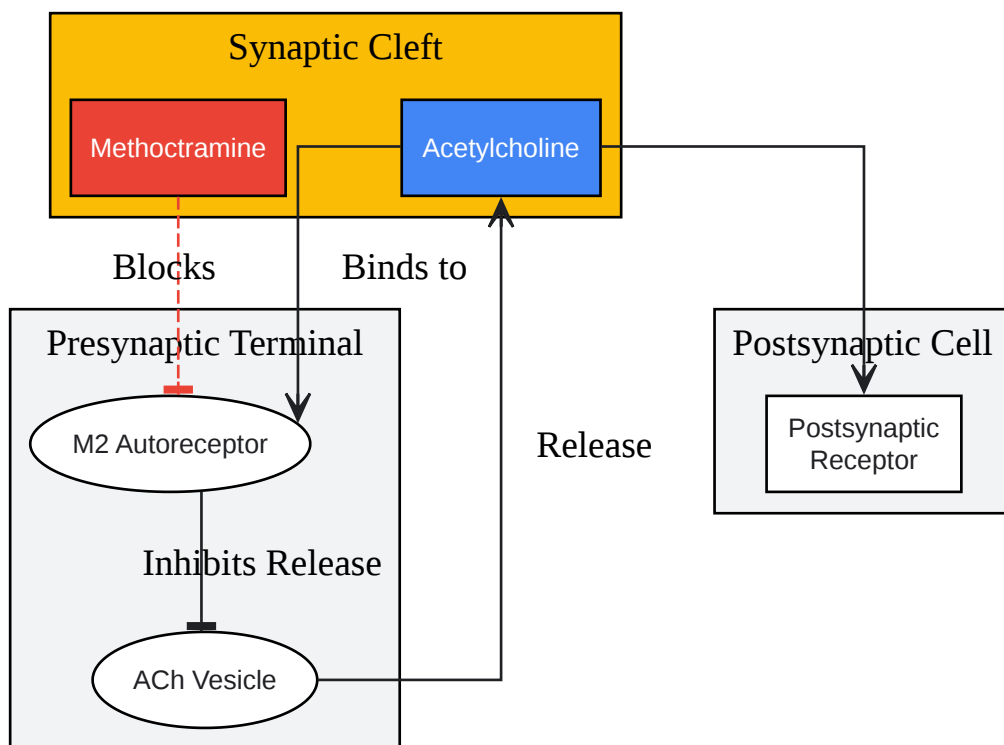 Synaptic Cleft
Methoctramine
Acetylcholine
Blocks
Binds to
Presynaptic Terminal
Postsynaptic Cell
M2 Autoreceptor
Release
Postsynaptic
Receptor
Inhibits Release
ACh Vesicle